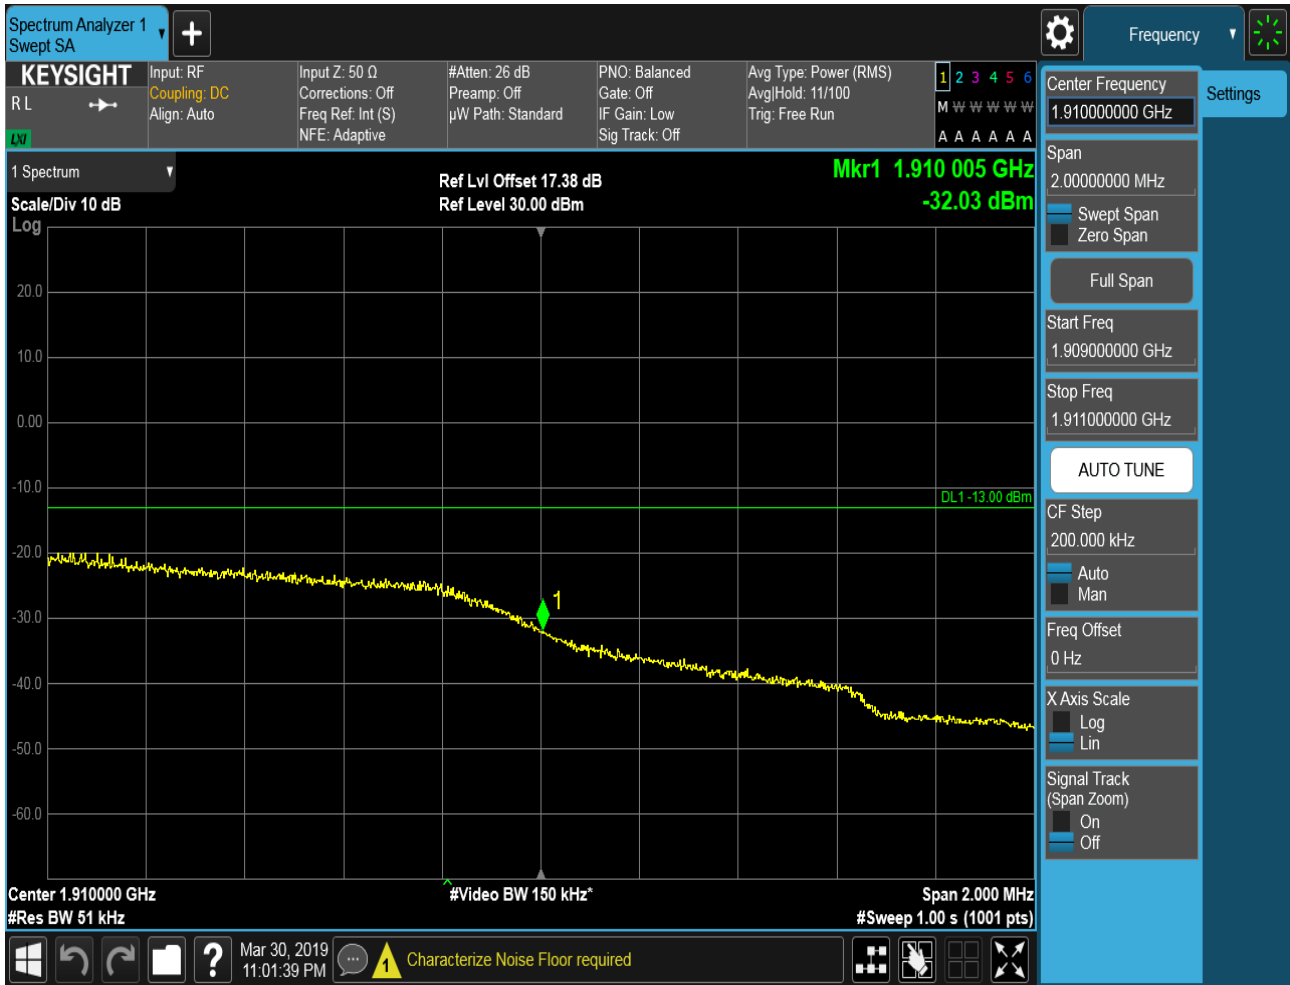 Spectrum Analyzer 1
Swept SA
+
Frequency
KEYSIGHT
R L
LXI
Input: RF
Coupling: DC
Align: Auto
Input Z: 50 Ω
Corrections: Off
Freq Ref: Int (S)
NFE: Adaptive
#Atten: 26 dB
Preamp: Off
µW Path: Standard
PNO: Balanced
Gate: Off
IF Gain: Low
Sig Track: Off
Avg Type: Power (RMS)
Avg|Hold: 11/100
Trig: Free Run
1 2 3 4 5 6
M W W W W W
A A A A A A
1 Spectrum
Scale/Div 10 dB
Log
Ref Lvl Offset 17.38 dB
Ref Level 30.00 dBm
Mkr1 1.910 005 GHz
-32.03 dBm
20.0
10.0
0.00
-10.0
-20.0
-30.0
-40.0
-50.0
-60.0
DL1 -13.00 dBm
1
Center 1.910000 GHz
#Res BW 51 kHz
#Video BW 150 kHz*
Span 2.000 MHz
#Sweep 1.00 s (1001 pts)
?
Mar 30, 2019
11:01:39 PM
1
Characterize Noise Floor required
Center Frequency
1.910000000 GHz
Settings
Span
2.00000000 MHz
Swept Span
Zero Span
Full Span
Start Freq
1.909000000 GHz
Stop Freq
1.911000000 GHz
AUTO TUNE
CF Step
200.000 kHz
Auto
Man
Freq Offset
0 Hz
X Axis Scale
Log
Lin
Signal Track
(Span Zoom)
On
Off